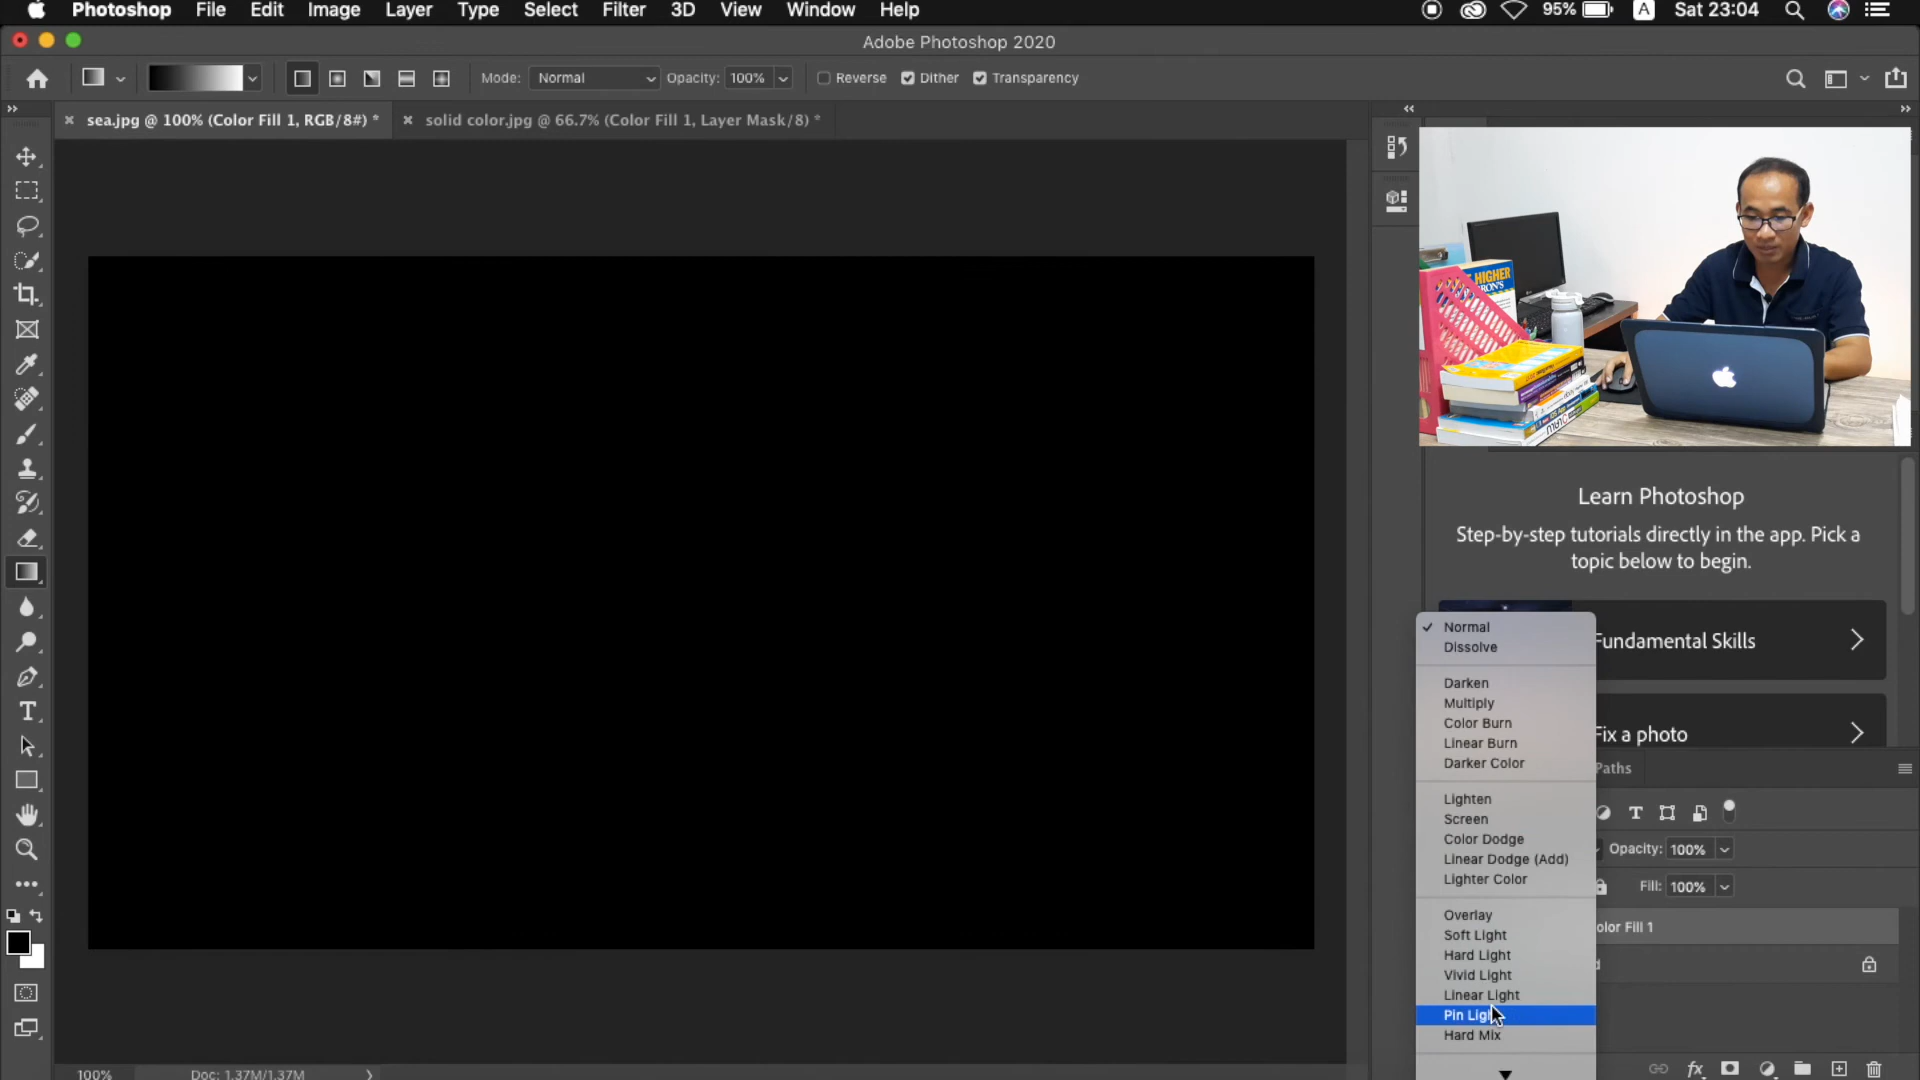 Photoshop File Edit Image Layer Type Select Filter 3D View Window Help 95% A Sat 23:04
Adobe Photoshop 2020
Mode: Normal Opacity: 100% Reverse Dither Transparency
sea.jpg @ 100% (Color Fill 1, RGB/8#) * solid color.jpg @ 66.7% (Color Fill 1, Layer Mask/8) *
HIGHER
Learn Photoshop
Step-by-step tutorials directly in the app. Pick a
topic below to begin.
Fundamental Skills
Fix a photo
Normal
Dissolve
Darken
Multiply
Color Burn
Linear Burn
Darker Color
Lighten
Screen
Color Dodge
Linear Dodge (Add)
Lighter Color
Overlay
Soft Light
Hard Light
Vivid Light
Linear Light
Pin Light
Hard Mix
Paths
Opacity: 100%
Fill: 100%
olor Fill 1
d
fx
100% Doc: 1.37M/1.37M